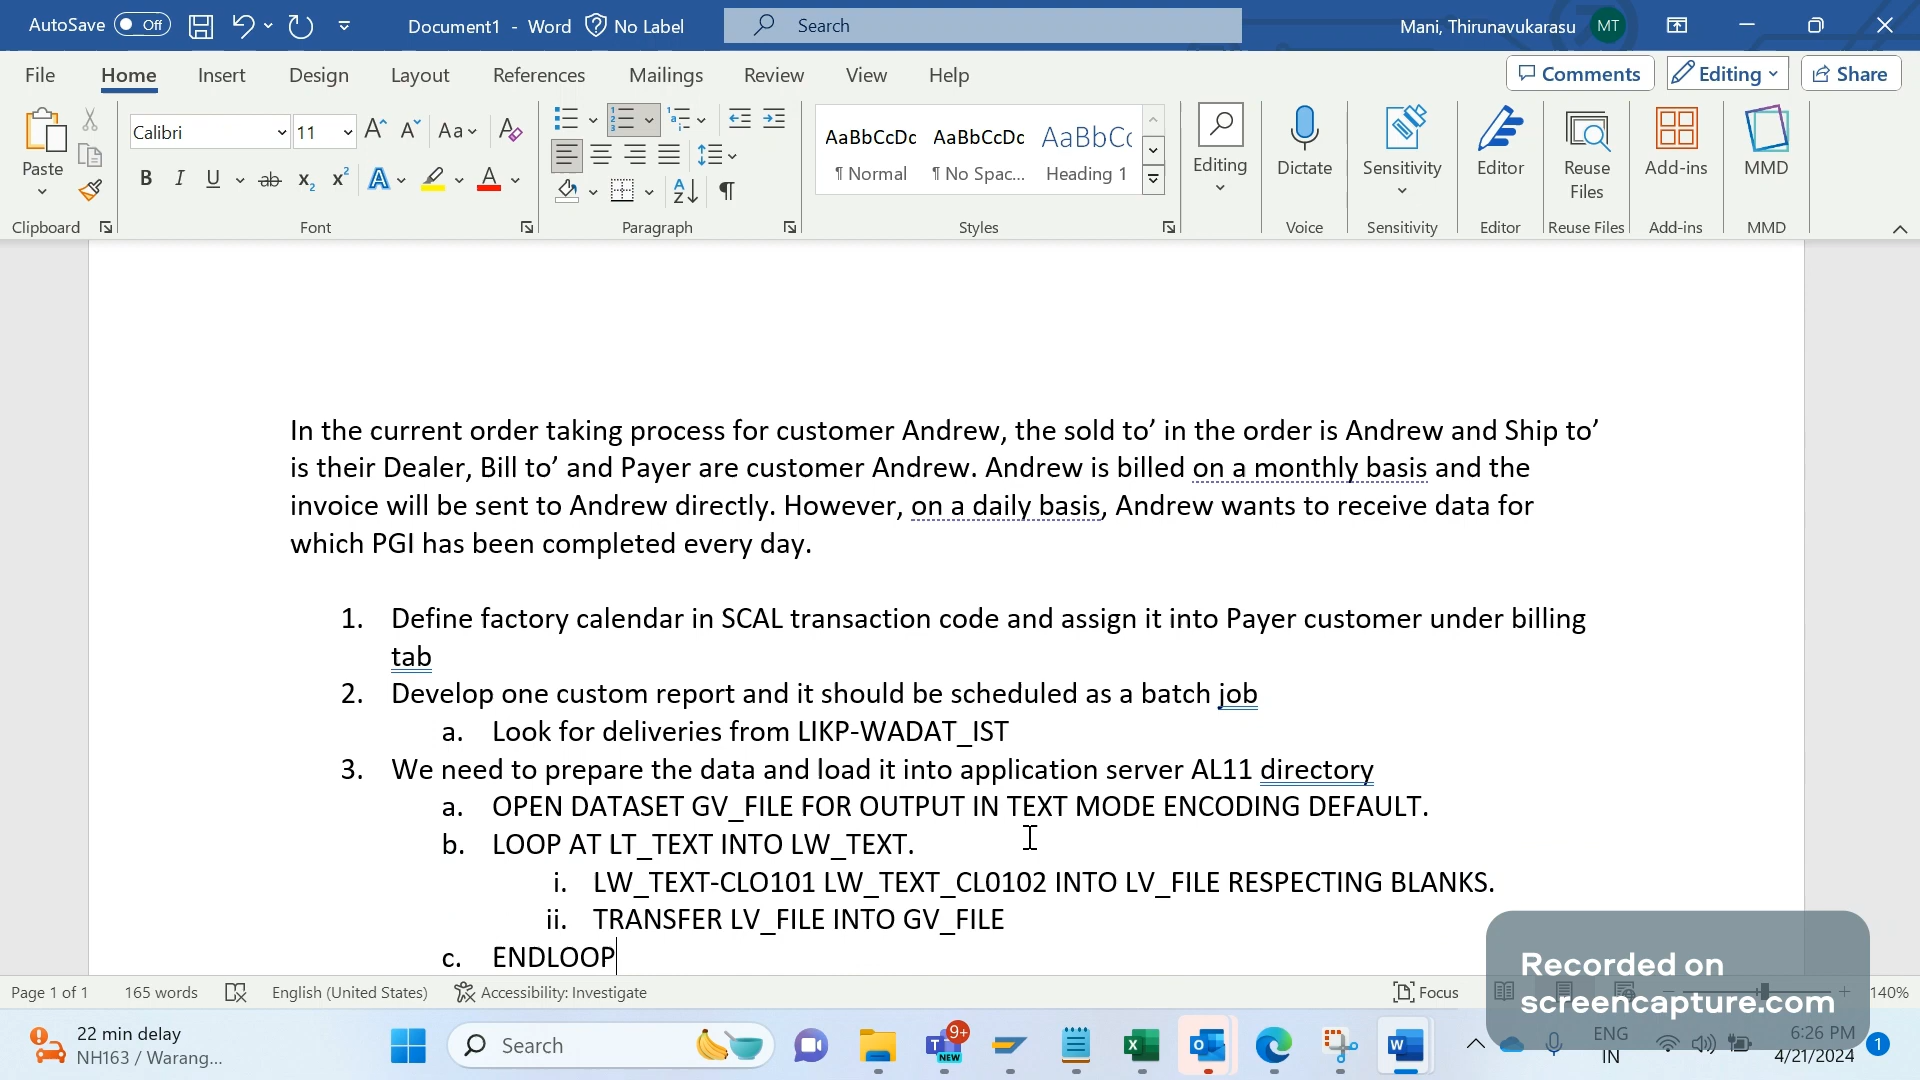 AutoSave Off Document1 - Word No Label Search Mani, Thirunavukarasu MT
File Home Insert Design Layout References Mailings Review View Help Comments Editing Share
Paste Calibri 11 Aa AaBbCcDc AaBbCcDc AaBbCc Editing Dictate Sensitivity Editor Reuse Files Add-ins MMD
B I U ab x2 x2 A A ¶ Normal ¶ No Spac... Heading 1
Clipboard Font Paragraph Styles Voice Sensitivity Editor Reuse Files Add-ins MMD
In the current order taking process for customer Andrew, the sold to’ in the order is Andrew and Ship to’
is their Dealer, Bill to’ and Payer are customer Andrew. Andrew is billed on a monthly basis and the
invoice will be sent to Andrew directly. However, on a daily basis, Andrew wants to receive data for
which PGI has been completed every day.
1. Define factory calendar in SCAL transaction code and assign it into Payer customer under billing
tab
2. Develop one custom report and it should be scheduled as a batch job
a. Look for deliveries from LIKP-WADAT_IST
3. We need to prepare the data and load it into application server AL11 directory
a. OPEN DATASET GV_FILE FOR OUTPUT IN TEXT MODE ENCODING DEFAULT.
b. LOOP AT LT_TEXT INTO LW_TEXT.
i. LW_TEXT-CLO101 LW_TEXT_CL0102 INTO LV_FILE RESPECTING BLANKS.
ii. TRANSFER LV_FILE INTO GV_FILE
c. ENDLOOP
Recorded on
screencapture.com
Page 1 of 1 165 words English (United States) Accessibility: Investigate Focus 140%
22 min delay
NH163 / Warang...
Search
9+
NEW
ENG
IN
6:26 PM
4/21/2024
1